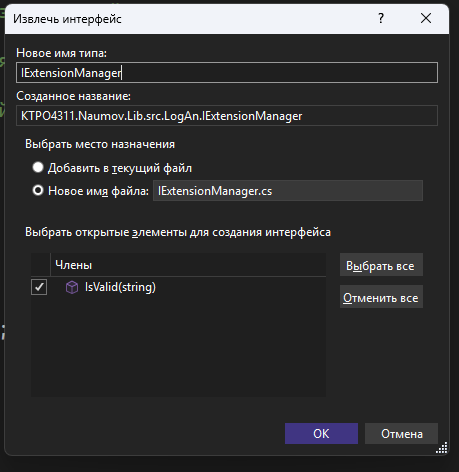 Извлечь интерфейс
Новое имя типа:
IExtensionManager
Созданное название:
KTPO4311.Naumov.Lib.src.LogAn.IExtensionManager
Выбрать место назначения
Добавить в текущий файл
Новое имя файла: IExtensionManager.cs
Выбрать открытые элементы для создания интерфейса
Члены
Выбрать все
IsValid(string)
Отменить все
OK
Отмена